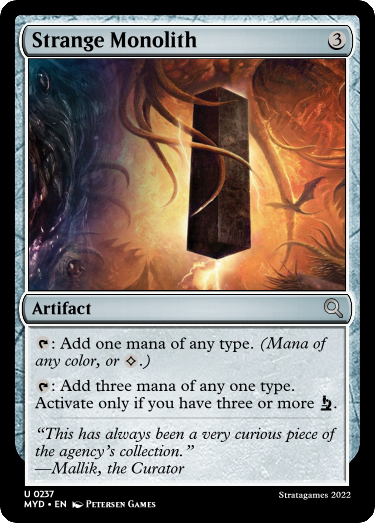 Strange Monolith 3
Artifact
: Add one mana of any type. (Mana of
any color, or .)
: Add three mana of any one type.
Activate only if you have three or more .
“This has always been a very curious piece of
the agency's collection.”
—Mallik, the Curator
U 0237
MYD • EN Petersen Games
Stratagames 2022